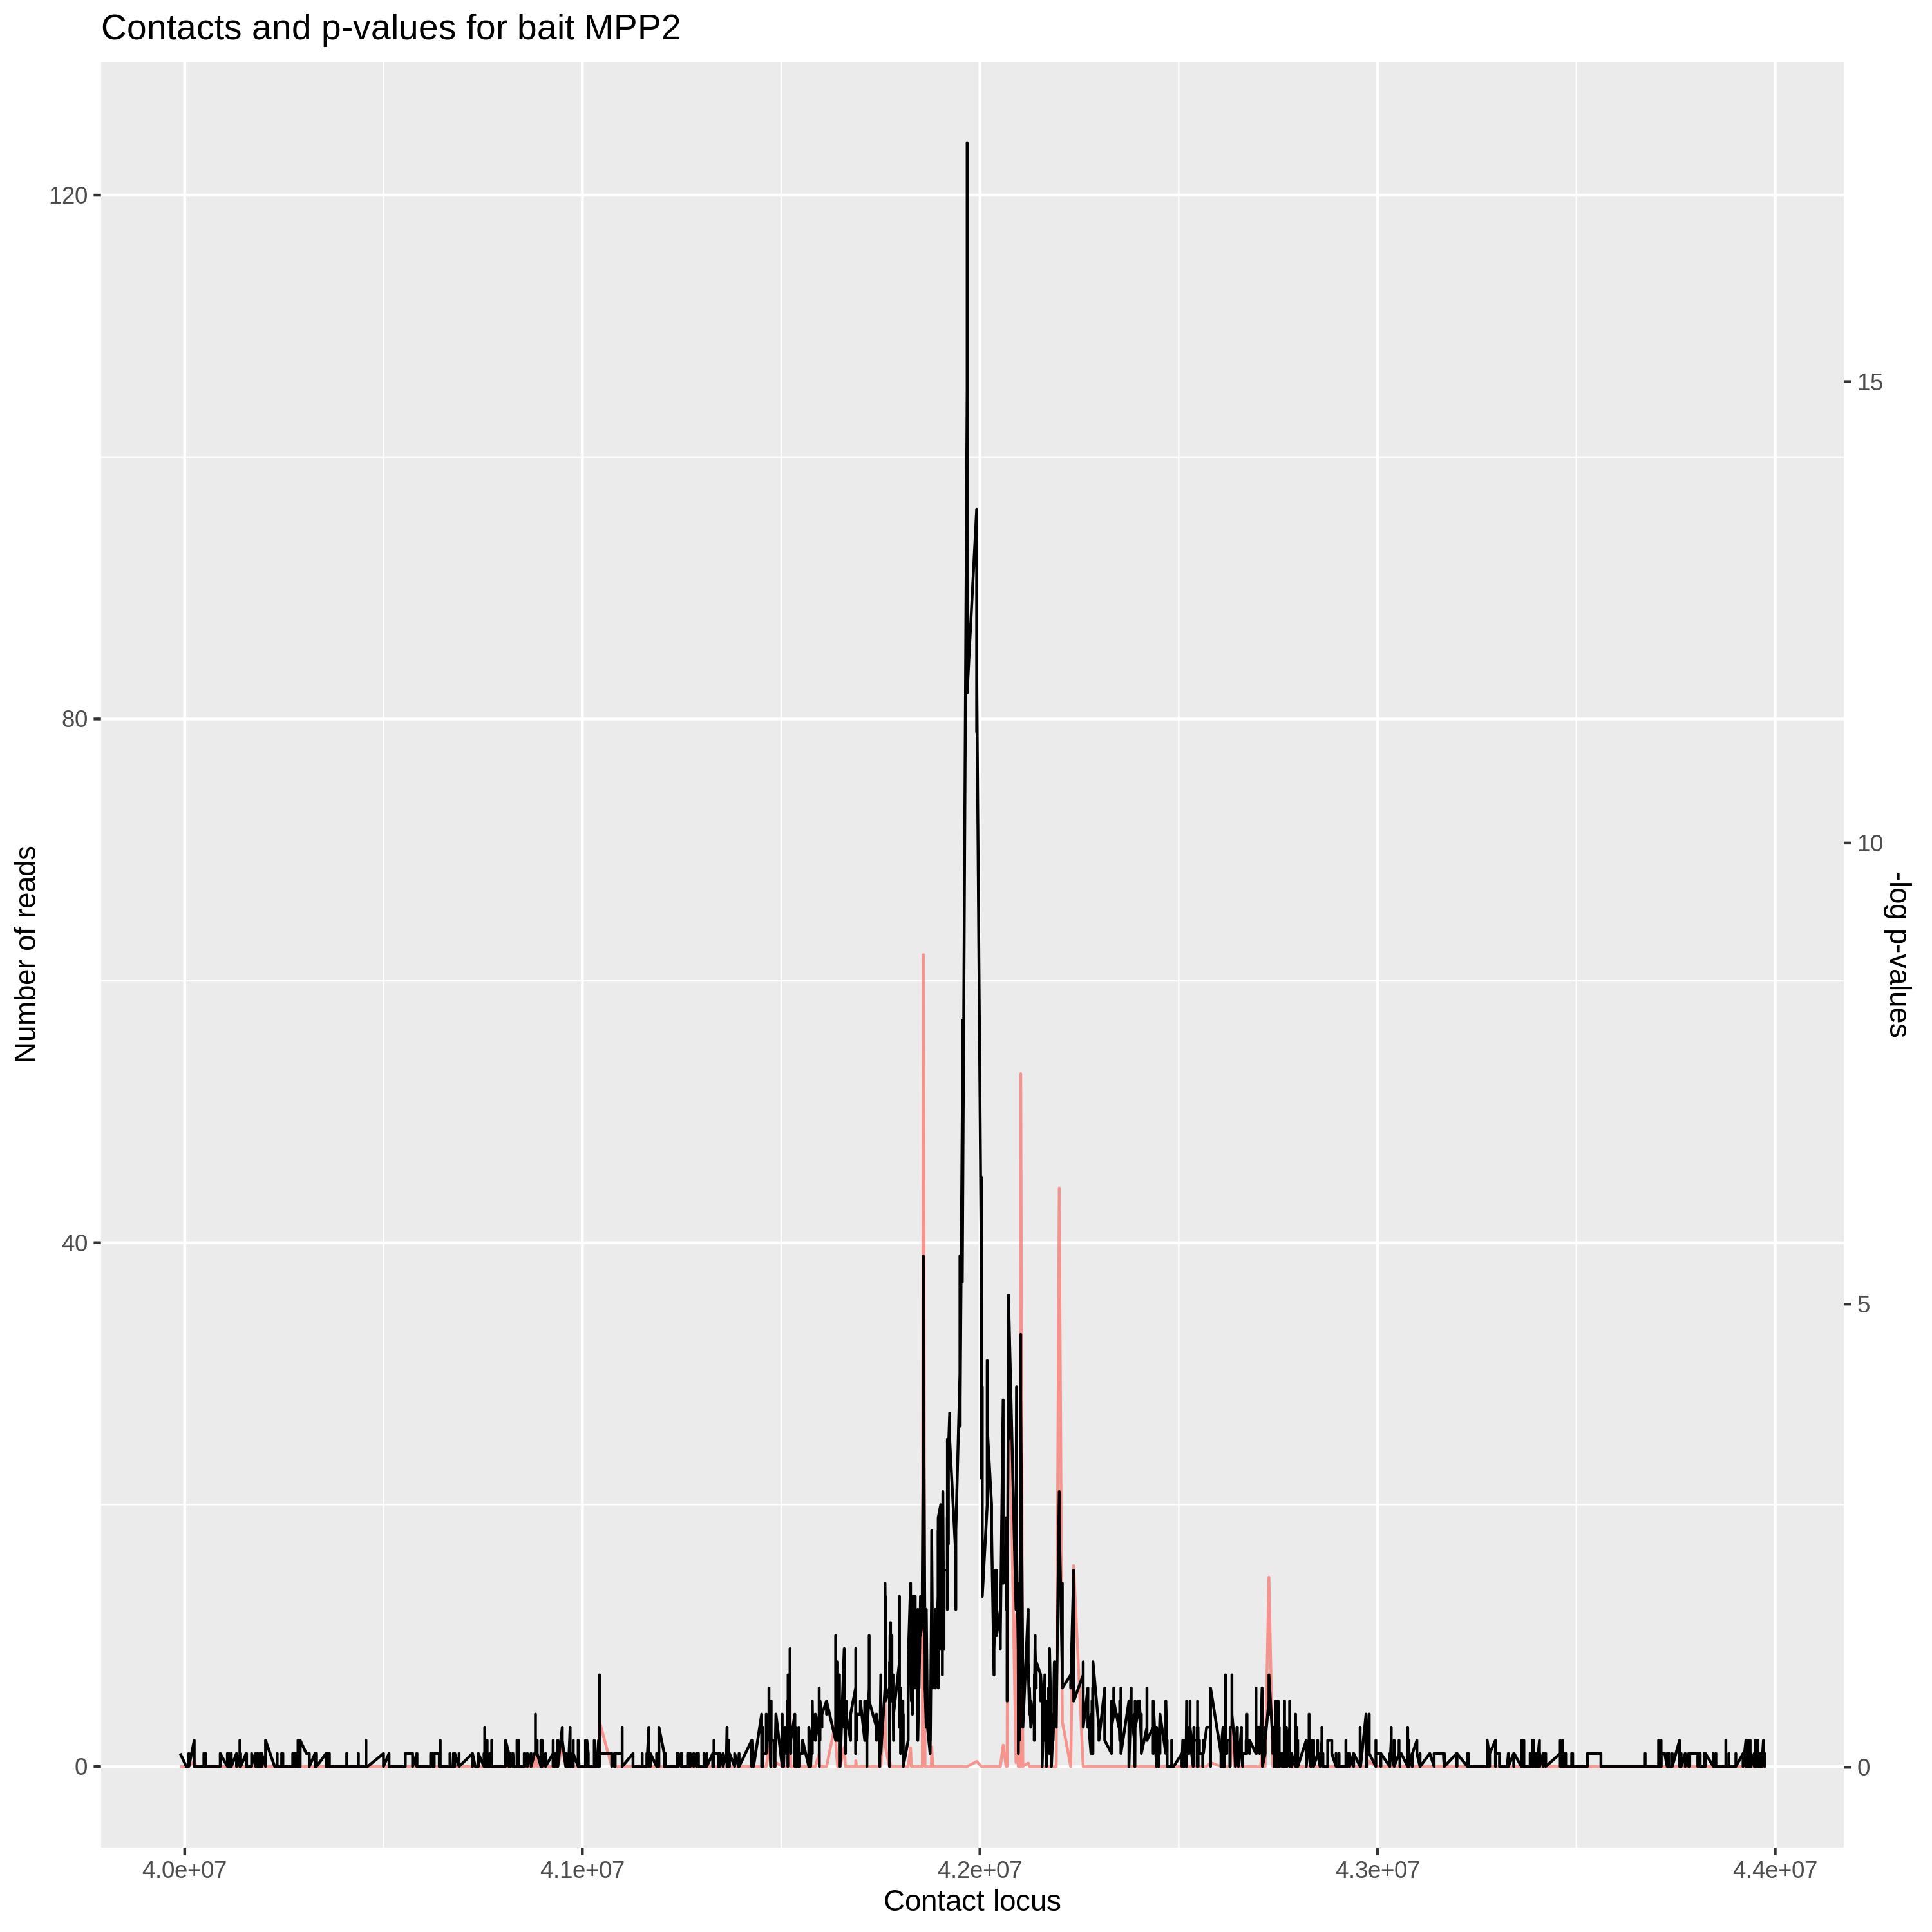 Contacts and p-values for bait MPP2
120
80
40
0
Number of reads
15
10
5
0
-log p-values
4.0e+07
4.1e+07
4.2e+07
4.3e+07
4.4e+07
Contact locus